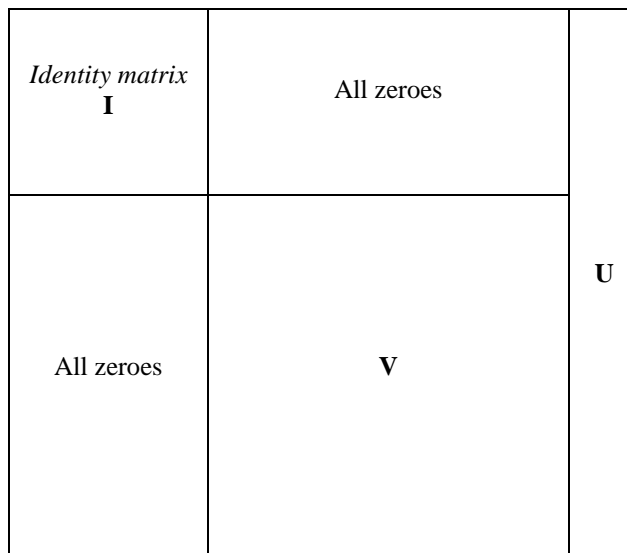 Identity matrix
I
All zeroes
U
All zeroes
V